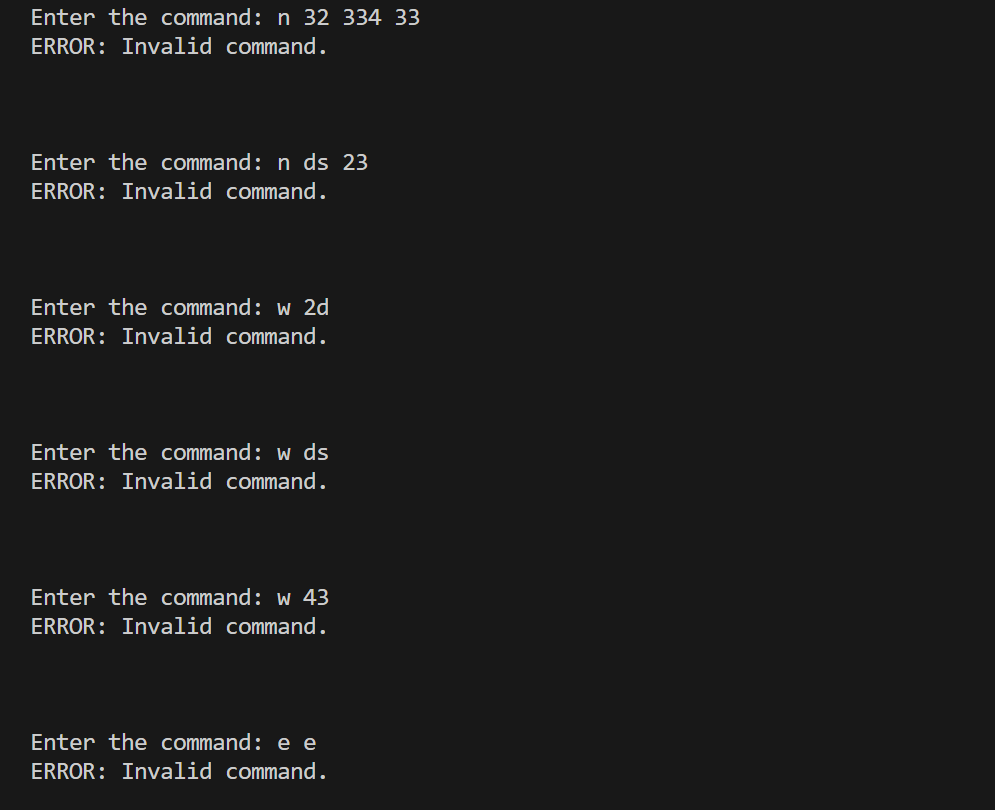 Enter the command: n 32 334 33
ERROR: Invalid command.
Enter the command: n ds 23
ERROR: Invalid command.
Enter the command: w 2d
ERROR: Invalid command.
Enter the command: w ds
ERROR: Invalid command.
Enter the command: w 43
ERROR: Invalid command.
Enter the command: e e
ERROR: Invalid command.